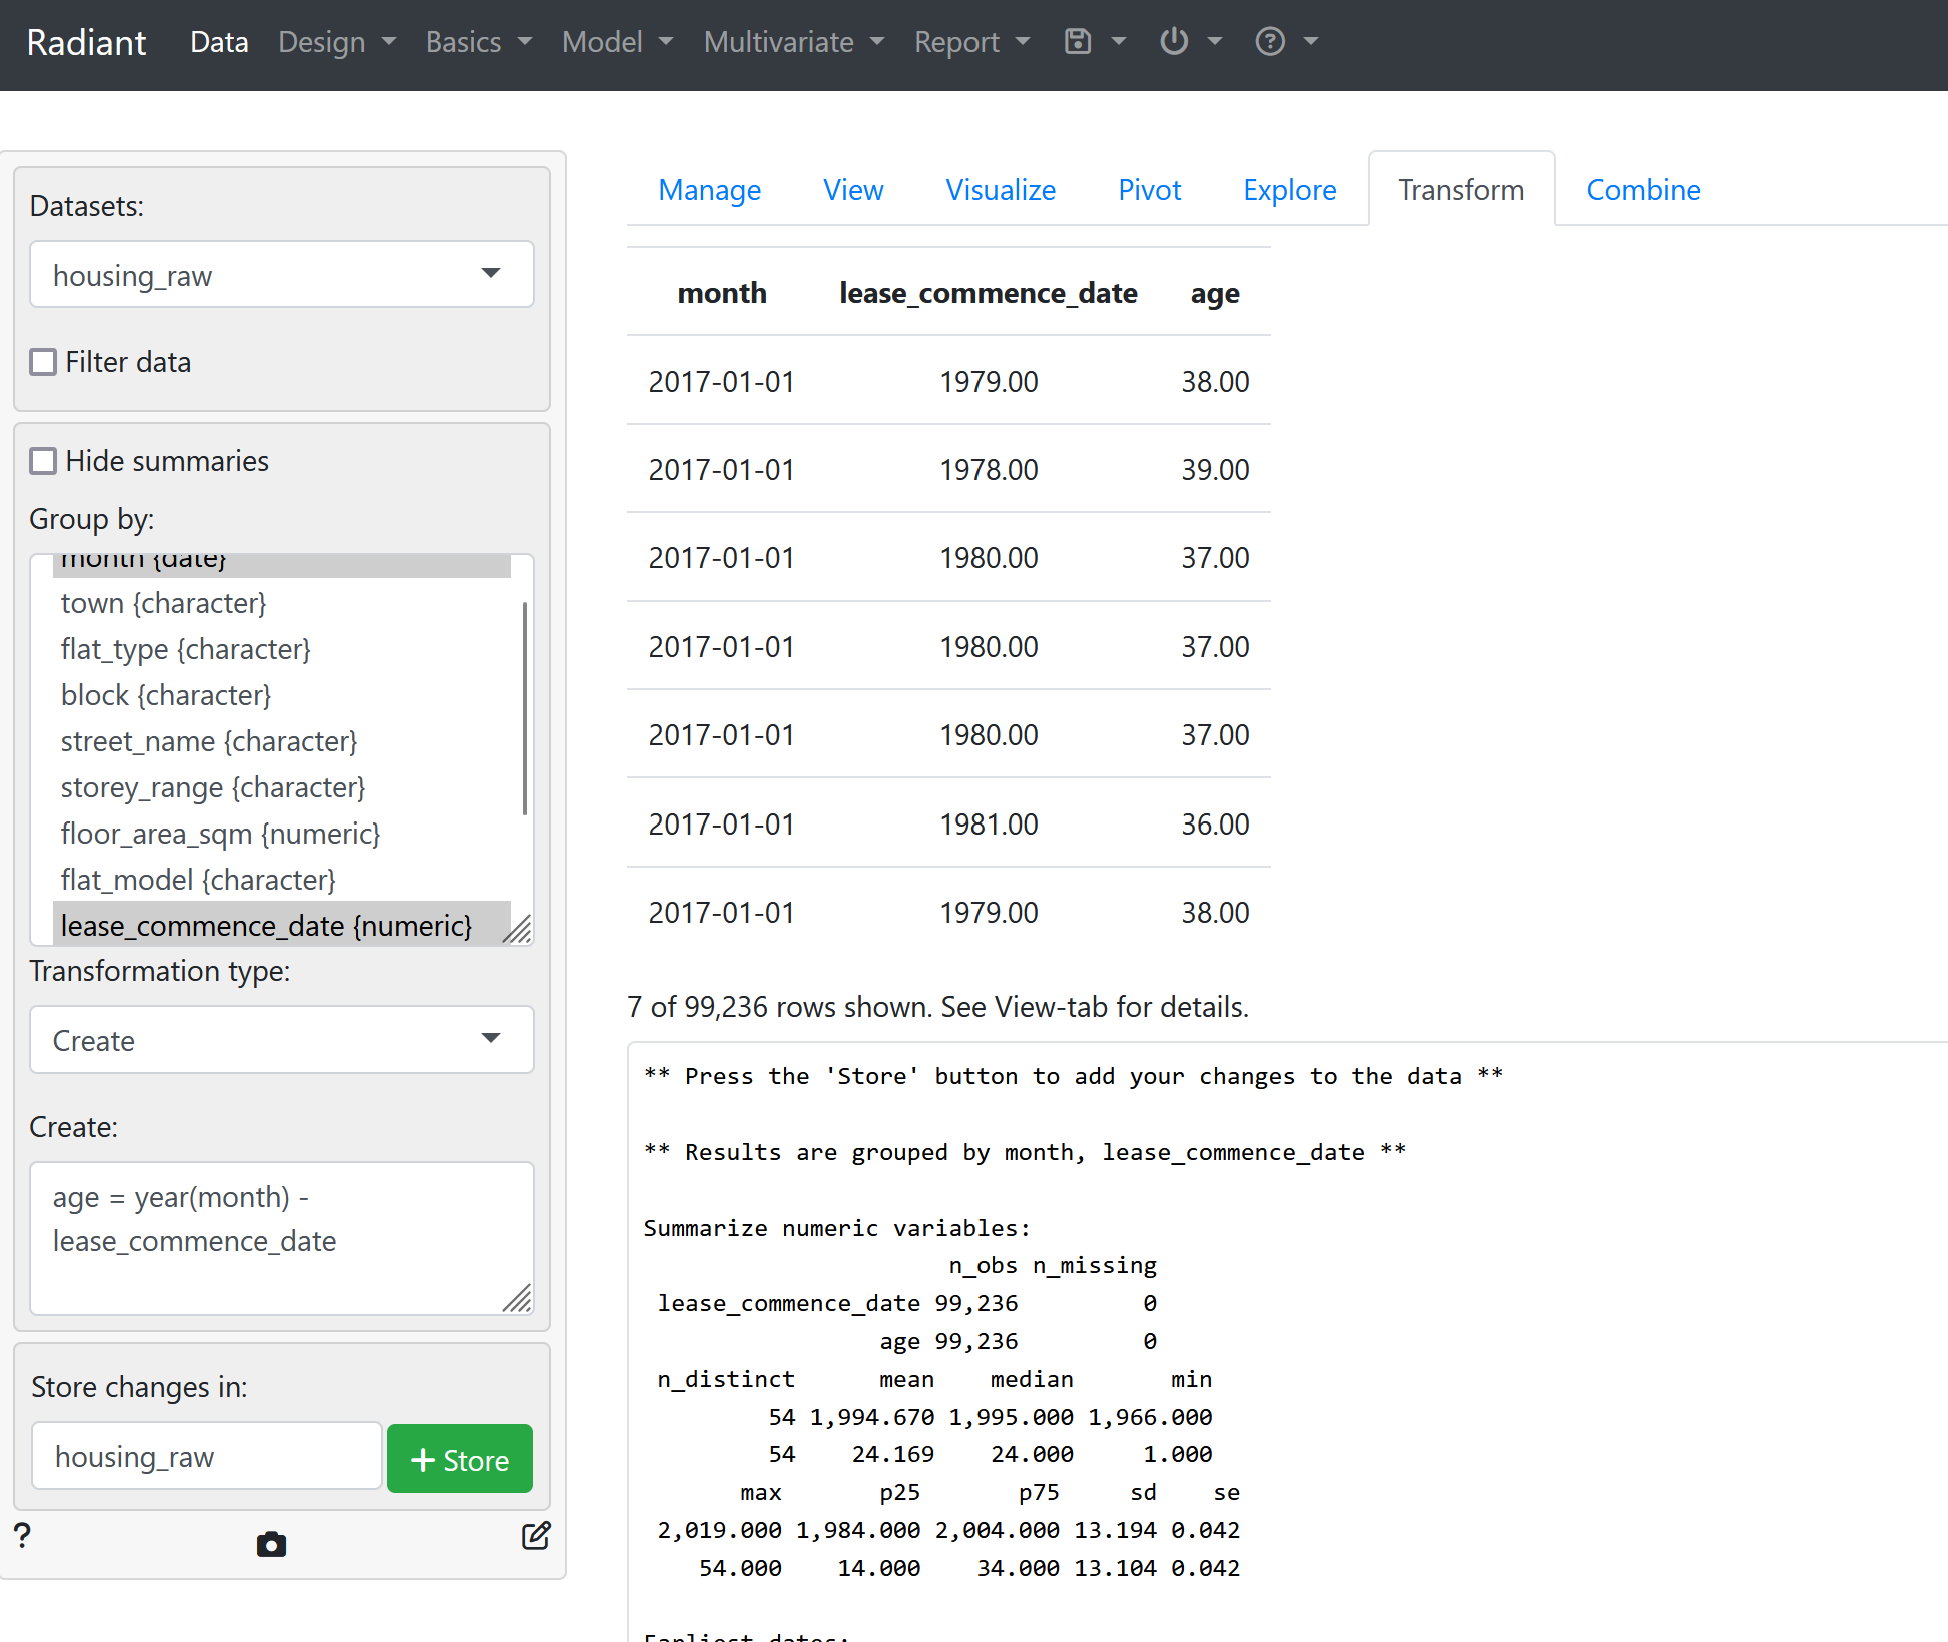 Radiant Data Design Basics Model Multivariate Report
Manage View Visualize Pivot Explore Transform Combine
Datasets:
housing_raw
Filter data
Hide summaries
Group by:
month {date}
town {character}
flat_type {character}
block {character}
street_name {character}
storey_range {character}
floor_area_sqm {numeric}
flat_model {character}
lease_commence_date {numeric}
Transformation type:
Create
Create:
age = year(month) -
lease_commence_date
Store changes in:
housing_raw + Store
?
month lease_commence_date age
2017-01-01 1979.00 38.00
2017-01-01 1978.00 39.00
2017-01-01 1980.00 37.00
2017-01-01 1980.00 37.00
2017-01-01 1980.00 37.00
2017-01-01 1981.00 36.00
2017-01-01 1979.00 38.00
7 of 99,236 rows shown. See View-tab for details.
** Press the 'Store' button to add your changes to the data **
** Results are grouped by month, lease_commence_date **
Summarize numeric variables:
n_obs n_missing
lease_commence_date 99,236 0
age 99,236 0
n_distinct mean median min
54 1,994.670 1,995.000 1,966.000
54 24.169 24.000 1.000
max p25 p75 sd se
2,019.000 1,984.000 2,004.000 13.194 0.042
54.000 14.000 34.000 13.104 0.042
Earliest dates: